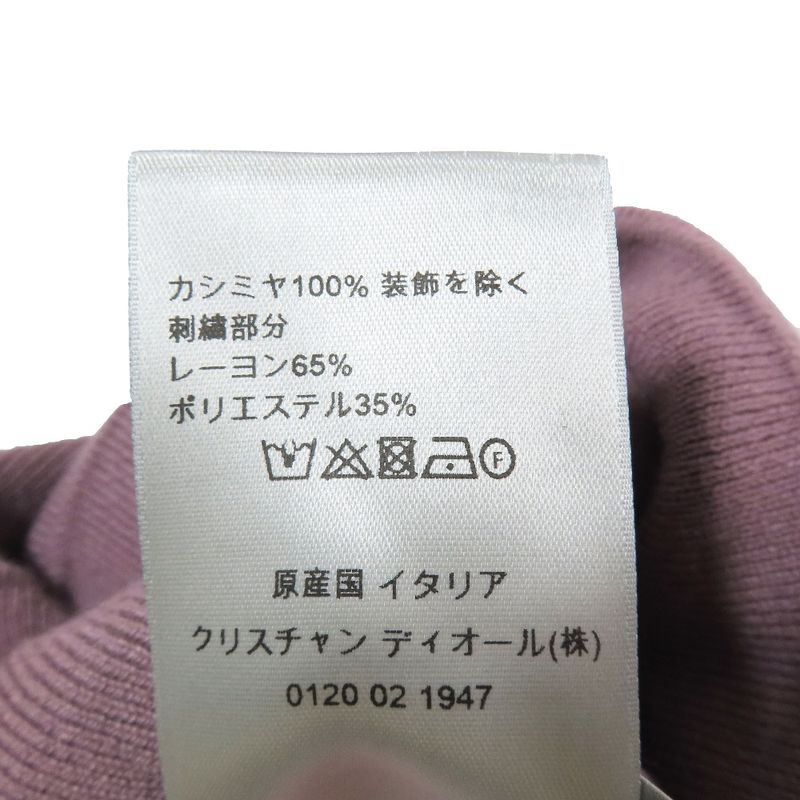 カシミヤ100% 装飾を除く
刺繍部分
レーヨン65%
ポリエステル35%
F
原産国 イタリア
クリスチャン ディオール(株)
0120 02 1947